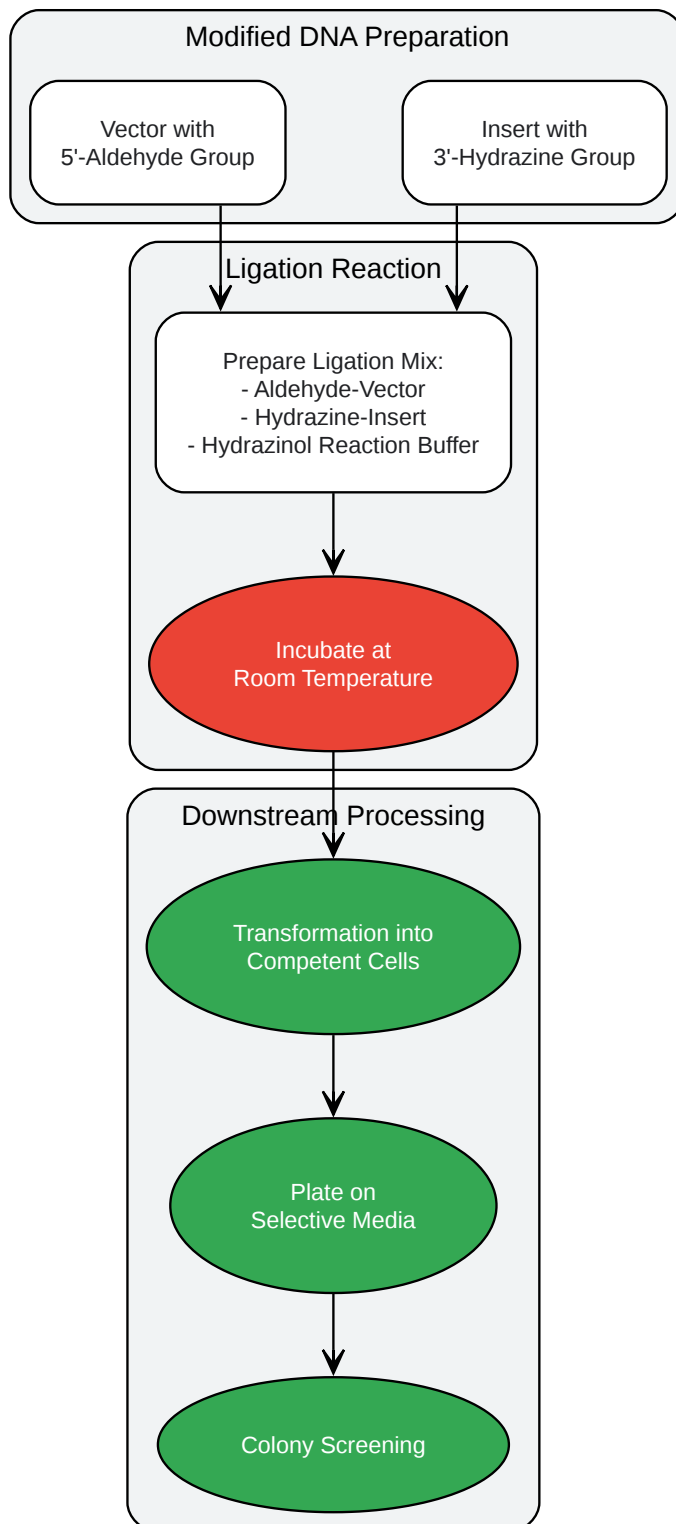 Modified DNA Preparation
Vector with
5'-Aldehyde Group
Insert with
3'-Hydrazine Group
Ligation Reaction
Prepare Ligation Mix:
- Aldehyde-Vector
- Hydrazine-Insert
- Hydrazinol Reaction Buffer
Incubate at
Room Temperature
Downstream Processing
Transformation into
Competent Cells
Plate on
Selective Media
Colony Screening